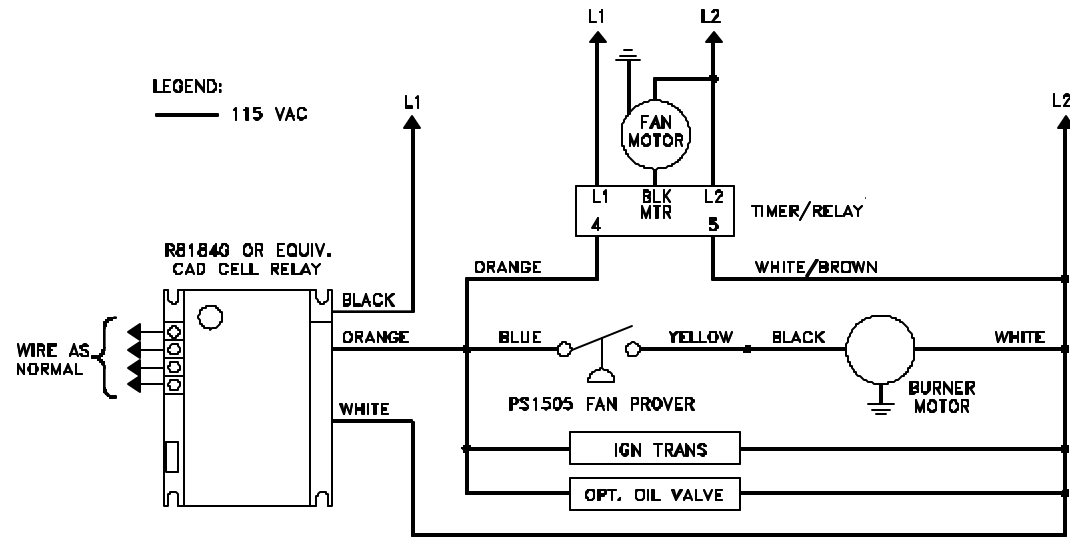 L1
L2
LEGEND:
115 VAC
L1
L2
FAN
MOTOR
L1
BLK
MTR
L2
4
5
TIMER/RELAY
R8184G OR EQUIV.
CAD CELL RELAY
ORANGE
WHITE/BROWN
BLACK
WIRE AS
NORMAL
ORANGE
BLUE
YELLOW
BLACK
WHITE
BURNER
MOTOR
PS1505 FAN PROVER
WHITE
IGN TRANS
OPT. OIL VALVE